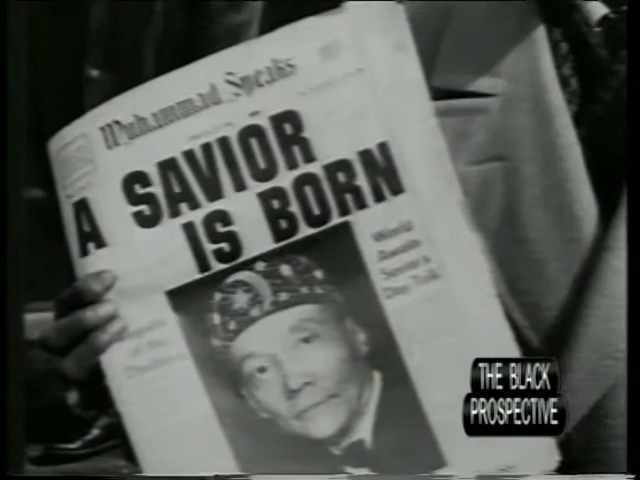 Muhammad Speaks
A SAVIOR
IS BORN
THE BLACK
PROSPECTIVE